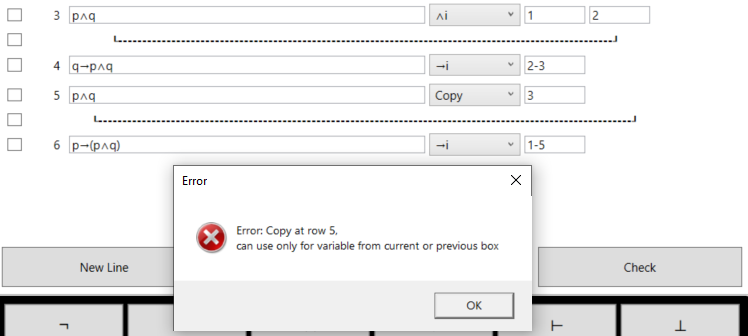 3 p∧q ∧i 1 2
4 q→p∧q →i 2-3
5 p∧q Copy 3
6 p→(p∧q) →i 1-5
Error
Error: Copy at row 5,
can use only for variable from current or previous box
OK
New Line Check
¬ ⊢ ⊥